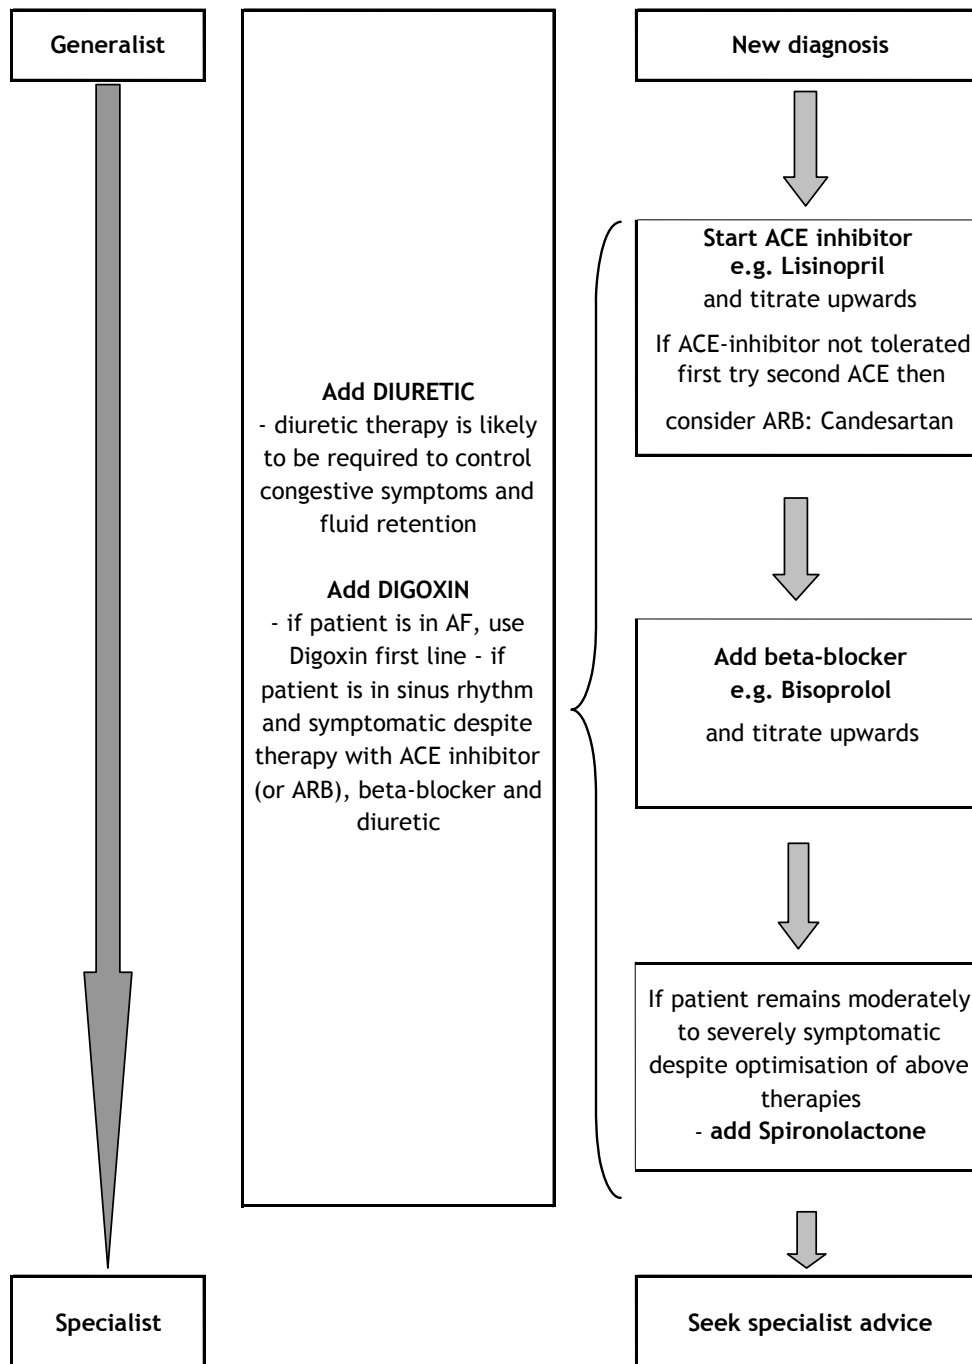 Generalist
Add DIURETIC
- diuretic therapy is likely
to be required to control
congestive symptoms and
fluid retention
Add DIGOXIN
- if patient is in AF, use
Digoxin first line - if
patient is in sinus rhythm
and symptomatic despite
therapy with ACE inhibitor
(or ARB), beta-blocker and
diuretic
New diagnosis
Start ACE inhibitor
e.g. Lisinopril
and titrate upwards
If ACE-inhibitor not tolerated
first try second ACE then
consider ARB: Candesartan
Add beta-blocker
e.g. Bisoprolol
and titrate upwards
If patient remains moderately
to severely symptomatic
despite optimisation of above
therapies
- add Spironolactone
Specialist
Seek specialist advice